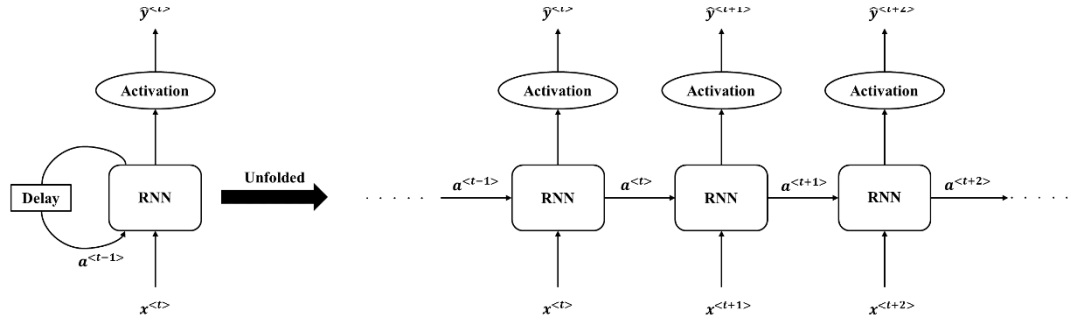 ŷ<t>
Activation
Delay
RNN
a<t−1>
x<t>
Unfolded
ŷ<t> ŷ<t+1> ŷ<t+2>
Activation Activation Activation
. . . . . a<t−1> RNN a<t> RNN a<t+1> RNN a<t+2> . . . . .
x<t> x<t+1> x<t+2>